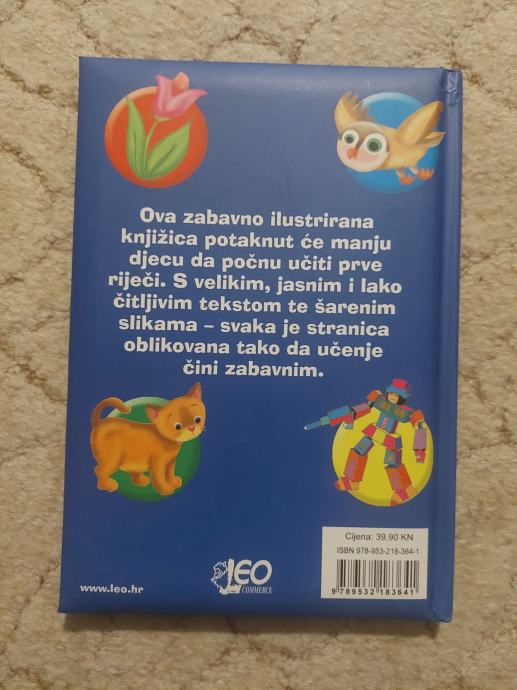 Ova zabavno ilustrirana
knjižica potaknut će manju
djecu da počnu učiti prve
riječi. S velikim, jasnim i lako
čitljivim tekstom te šarenim
slikama – svaka je stranica
oblikovana tako da učenje
čini zabavnim.
Cijena: 39,90 KN
ISBN 978-953-218-364-1
9 789532 183641
www.leo.hr
LEO
COMMERCE